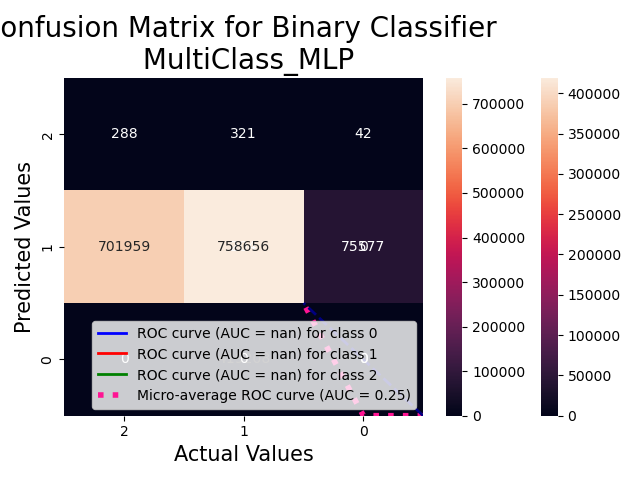 onfusion Matrix for Binary Classifier
MultiClass_MLP
Predicted Values
2
1
0
288 321 42
701959 758656
0
ROC curve (AUC = nan) for class 0
ROC curve (AUC = nan) for class 1
ROC curve (AUC = nan) for class 2
Micro-average ROC curve (AUC = 0.25)
2 1 0
Actual Values
700000
600000
500000
400000
300000
200000
100000
0
400000
350000
300000
250000
200000
150000
100000
50000
0